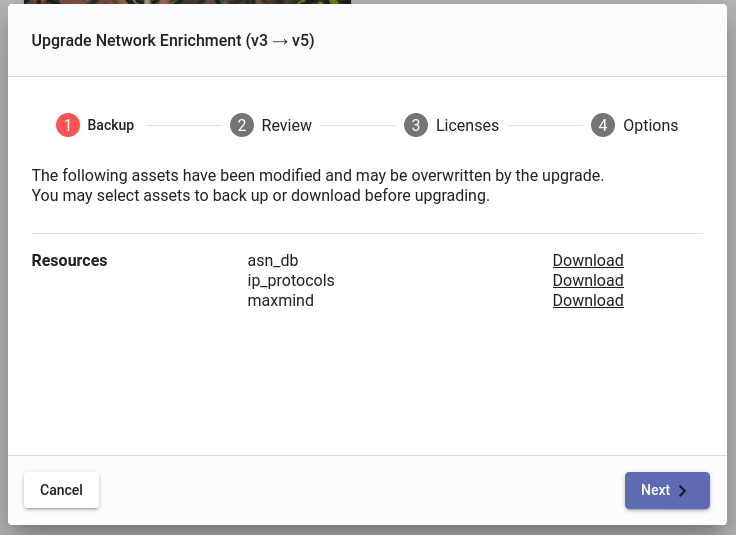 Upgrade Network Enrichment (v3 → v5)
1 Backup 2 Review 3 Licenses 4 Options
The following assets have been modified and may be overwritten by the upgrade.
You may select assets to back up or download before upgrading.
Resources asn_db Download
ip_protocols Download
maxmind Download
Cancel Next